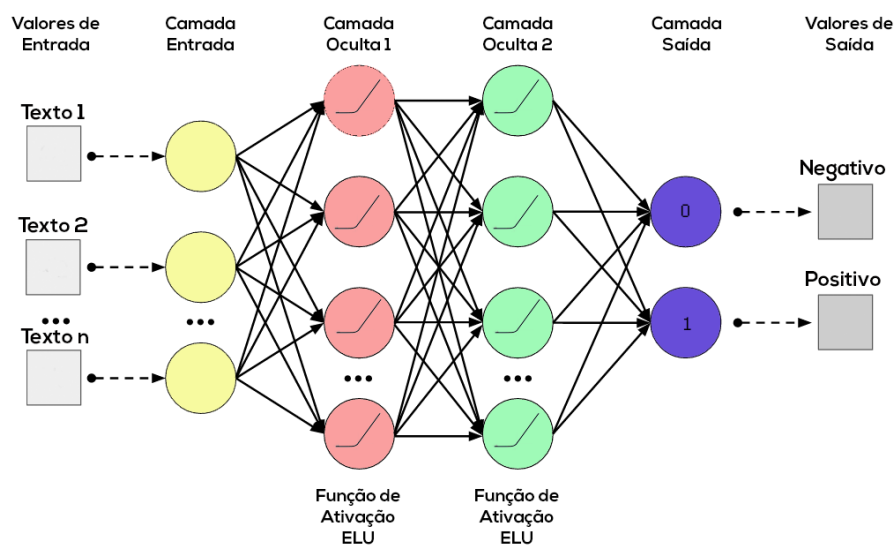 Valores de
Entrada
Camada
Entrada
Camada
Oculta 1
Camada
Oculta 2
Camada
Saída
Valores de
Saída
Texto 1
Texto 2
...
Texto n
...
...
...
0
1
Negativo
Positivo
Função de
Ativação
ELU
Função de
Ativação
ELU